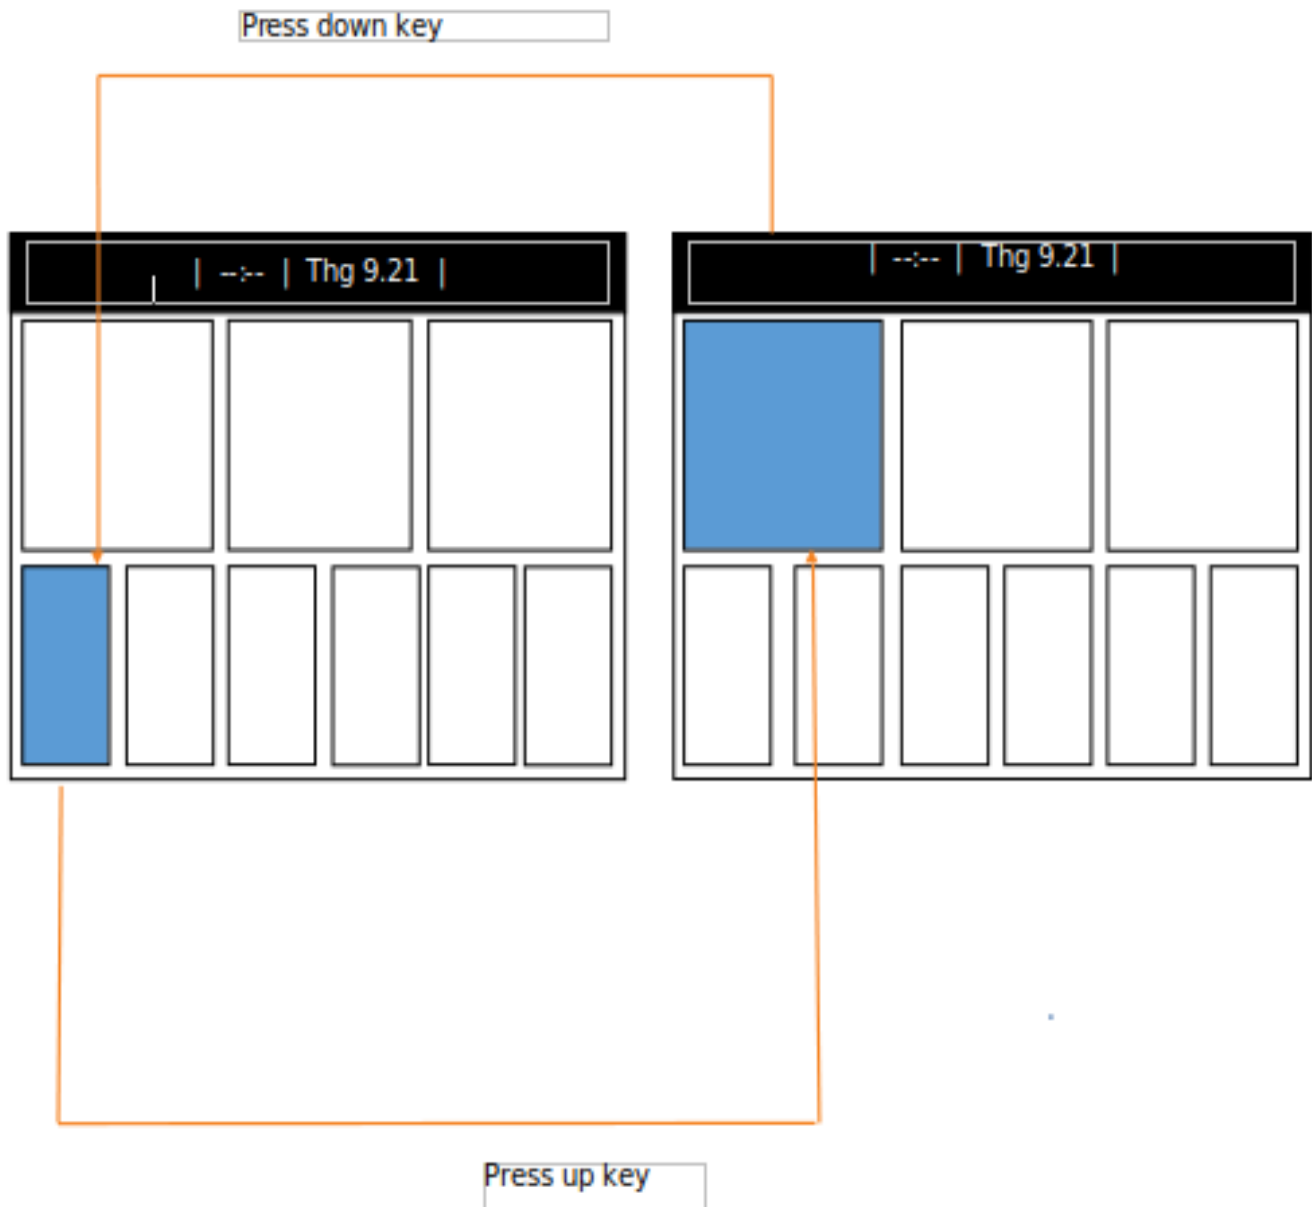 Press down key
| --:-- | Thg 9.21 |
| --:-- | Thg 9.21 |
Press up key